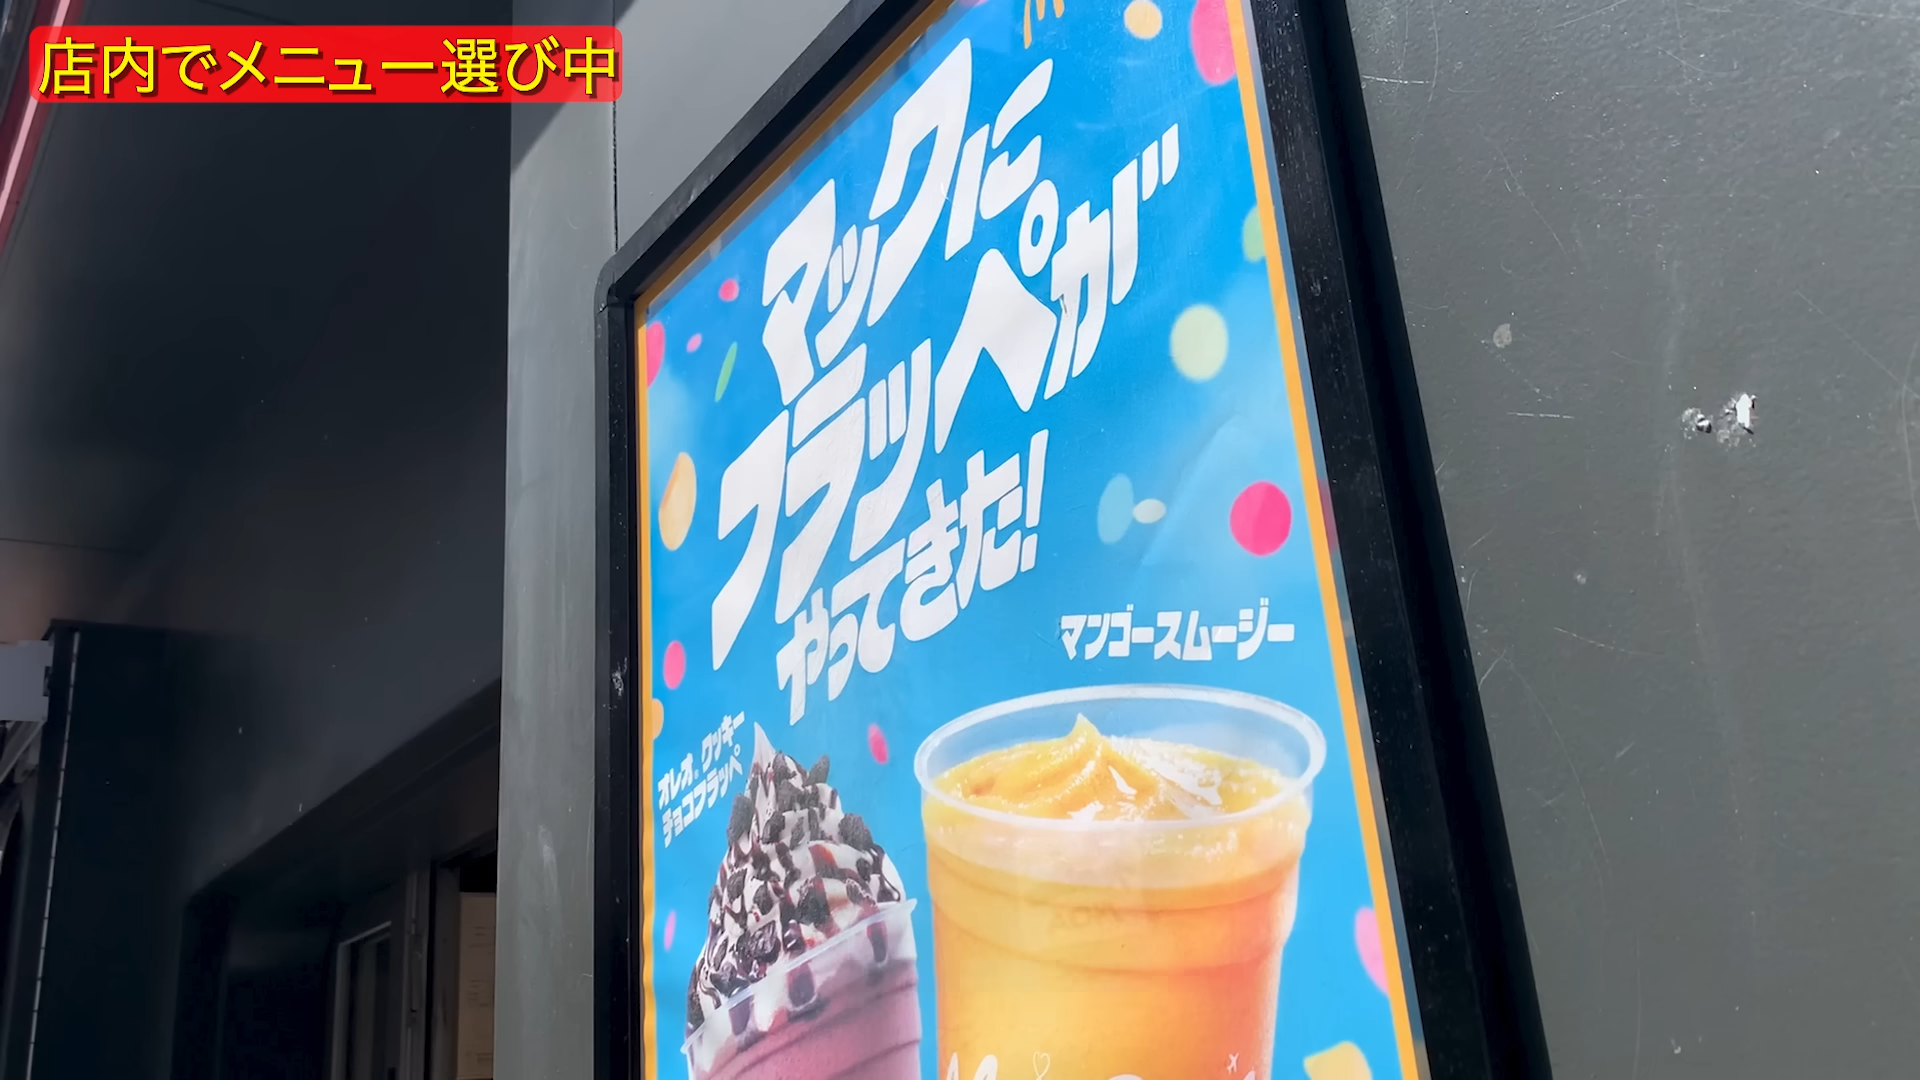 店内でメニュー選び中
マックに
フラッペが
やってきた!
マンゴースムージー
オレオ® クッキー
チョコフラッペ